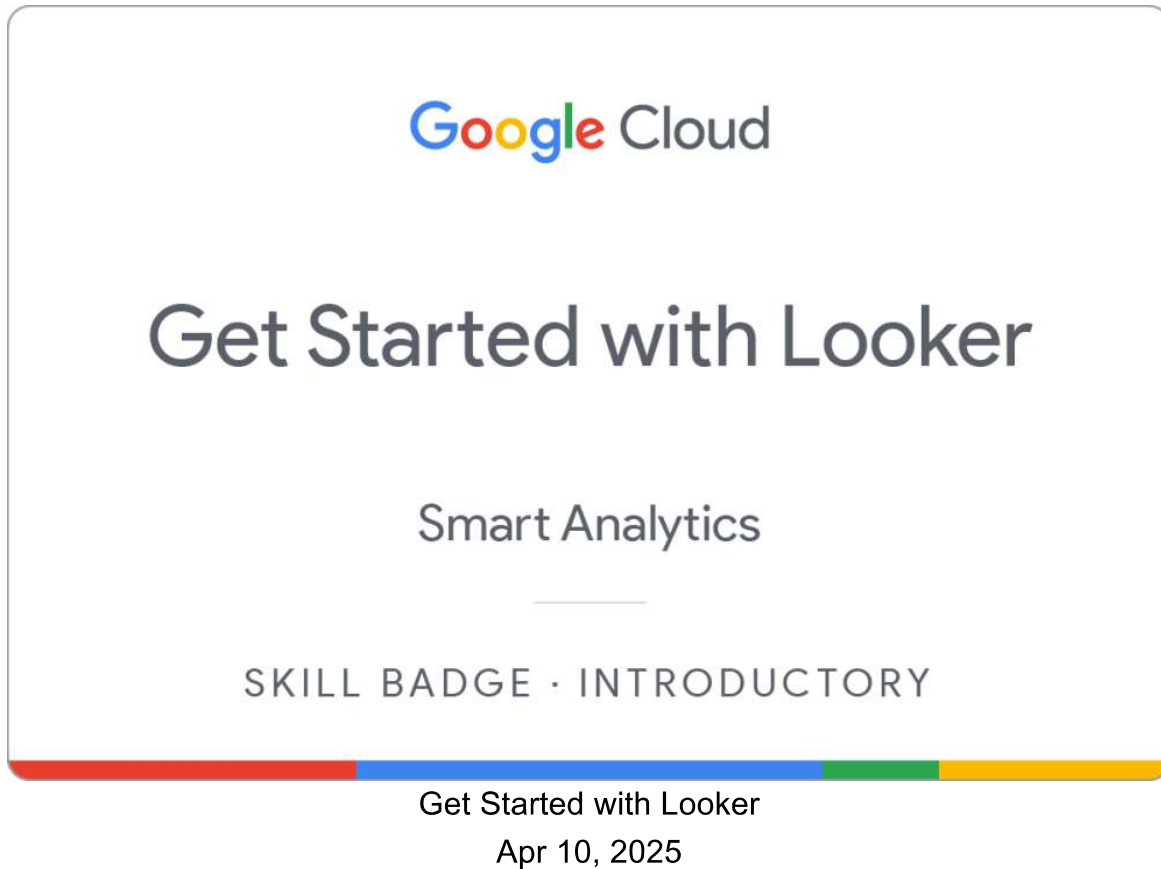 Google Cloud
Get Started with Looker
Smart Analytics
SKILL BADGE · INTRODUCTORY
Get Started with Looker
Apr 10, 2025